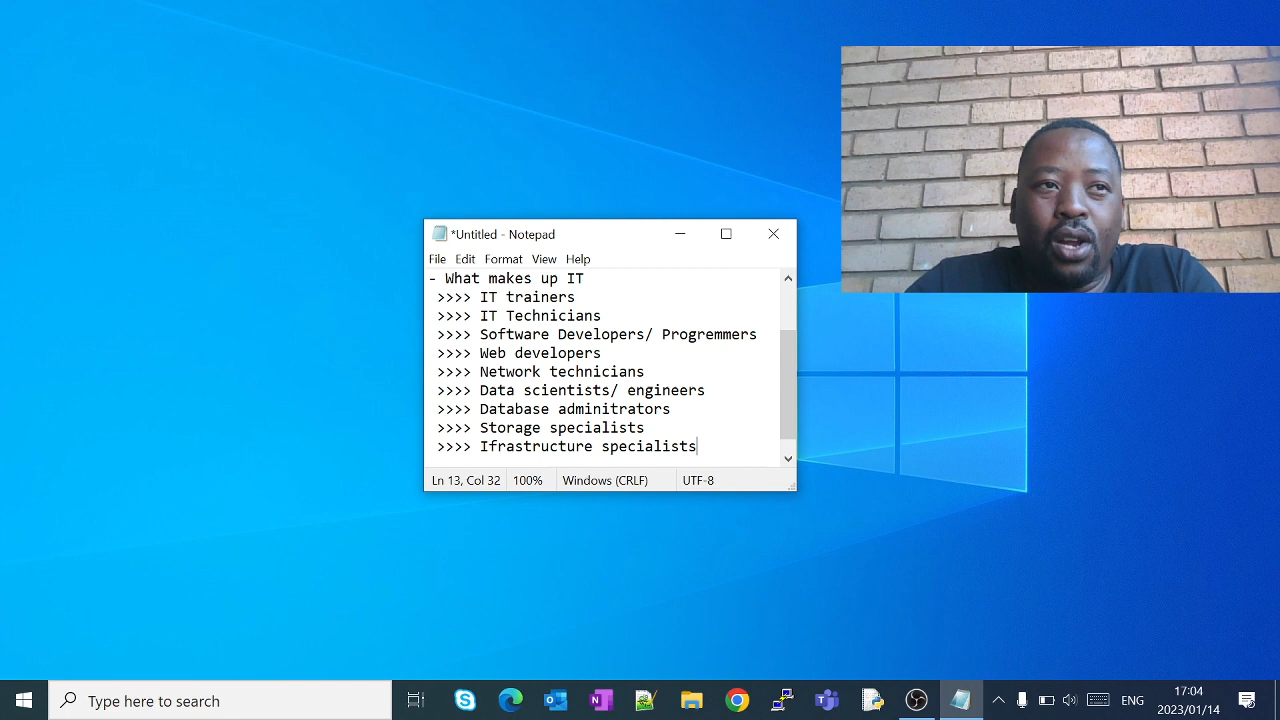 *Untitled - Notepad
File Edit Format View Help
- What makes up IT
>>>> IT trainers
>>>> IT Technicians
>>>> Software Developers/ Progremmers
>>>> Web developers
>>>> Network technicians
>>>> Data scientists/ engineers
>>>> Database adminitrators
>>>> Storage specialists
>>>> Ifrastructure specialists
Ln 13, Col 32 100% Windows (CRLF) UTF-8
Type here to search
ENG
17:04
2023/01/14